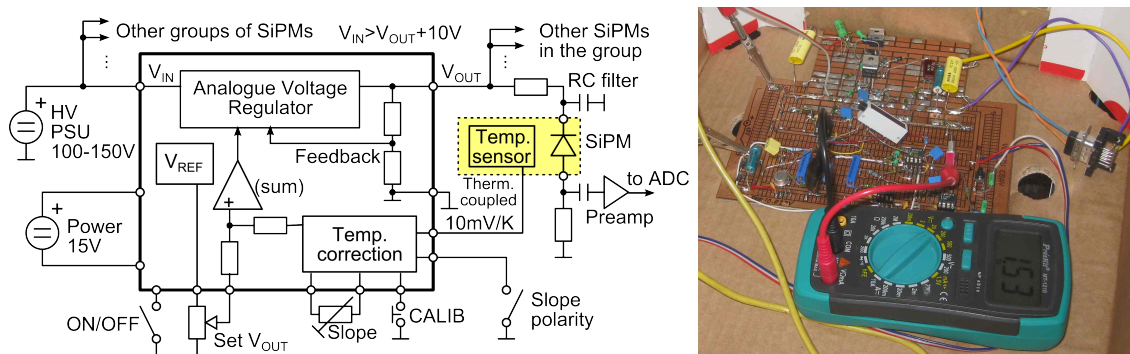 Other groups of SiPMs
V_IN>V_OUT+10V
Other SiPMs
in the group
V_IN
V_OUT
RC filter
Analogue Voltage
Regulator
HV
PSU
100-150V
Temp.
sensor
SiPM
V_REF
Feedback
(sum)
Therm.
coupled
to ADC
Preamp
10mV/K
Power
15V
Temp.
correction
ON/OFF
Set V_OUT
Slope
CALIB
Slope
polarity
COM
153